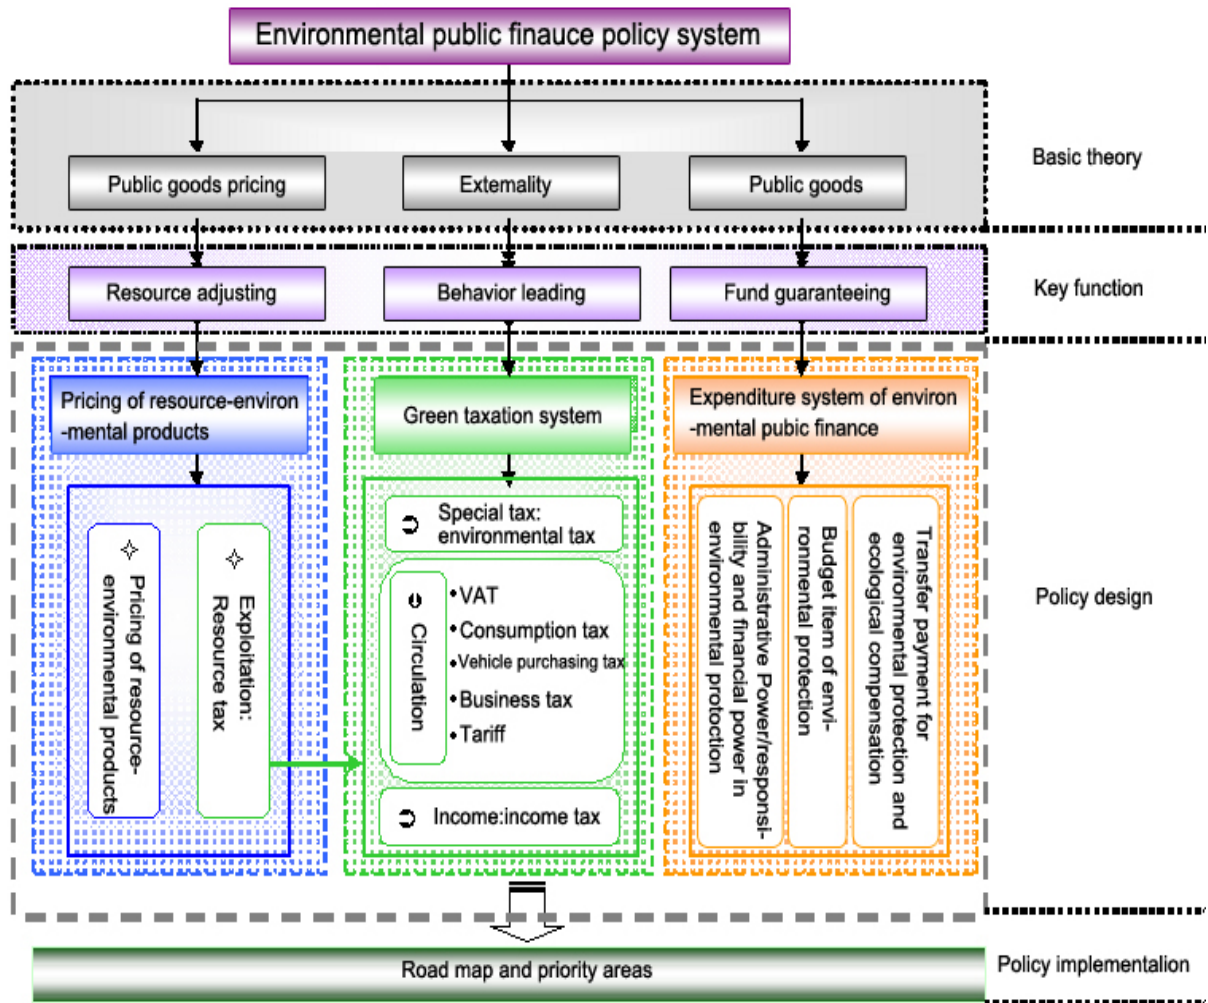 Environmental public finauce policy system
Basic theory
Public goods pricing
Extemality
Public goods
Key function
Resource adjusting
Behavior leading
Fund guaranteeing
Pricing of resource-environ
-mental products
Green taxation system
Expenditure system of environ
-mental pubic finance
Pricing of resource-
environmental products
Exploitation:
Resource tax
Special tax:
environmental tax
Circulation
•VAT
•Consumption tax
•Vehicle purchasing tax
•Business tax
•Tariff
Income:income tax
Administrative Power/responsi-
bility and financial power in
environmental protoction
Budget item of envi-
ronmental protection
Transfer payment for
environmental protection and
ecological compensation
Policy design
Road map and priority areas
Policy implementalion